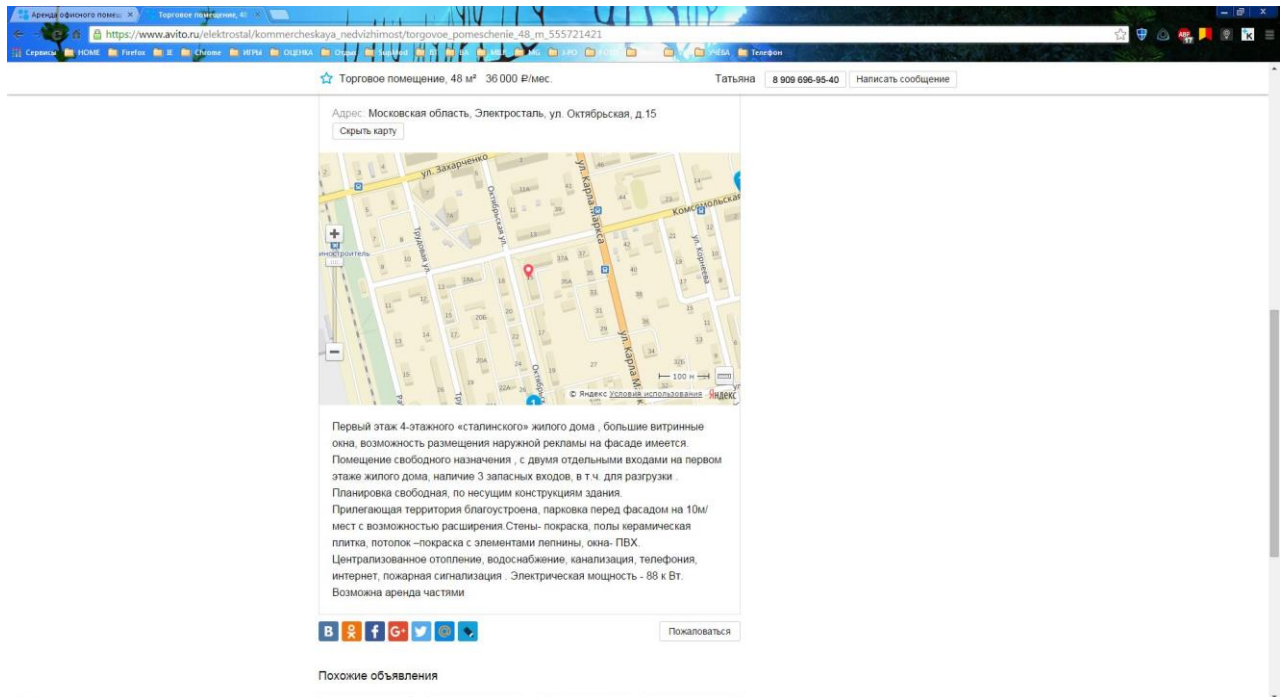 Аренда офисного помещ
Торговое помещение, 48
https://www.avito.ru/elektrostal/kommercheskaya_nedvizhimost/torgovoe_pomeschenie_48_m_555721421
Сервисы HOME Firefox IE Chrome ИГРЫ ОЦЕНКА
Телефон
Торговое помещение, 48 м² 36 000 ₽/мес. Татьяна 8 909 696-95-40 Написать сообщение
Адрес: Московская область, Электросталь, ул. Октябрьская, д.15
Скрыть карту
ул. Захарченко
Октябрьская ул.
ул. Карла Маркса
Комсомольская
Трудовая ул.
ул. Корнеева
100 м
© Яндекс Условия использования Яндекс
Первый этаж 4-этажного «сталинского» жилого дома , большие витринные
окна, возможность размещения наружной рекламы на фасаде имеется.
Помещение свободного назначения , с двумя отдельными входами на первом
этаже жилого дома, наличие 3 запасных входов, в т.ч. для разгрузки .
Планировка свободная, по несущим конструкциям здания.
Прилегающая территория благоустроена, парковка перед фасадом на 10м/
мест с возможностью расширения.Стены- покраска, полы керамическая
плитка, потолок –покраска с элементами лепнины, окна- ПВХ.
Централизованное отопление, водоснабжение, канализация, телефония,
интернет, пожарная сигнализация . Электрическая мощность - 88 к Вт.
Возможна аренда частями
Пожаловаться
Похожие объявления